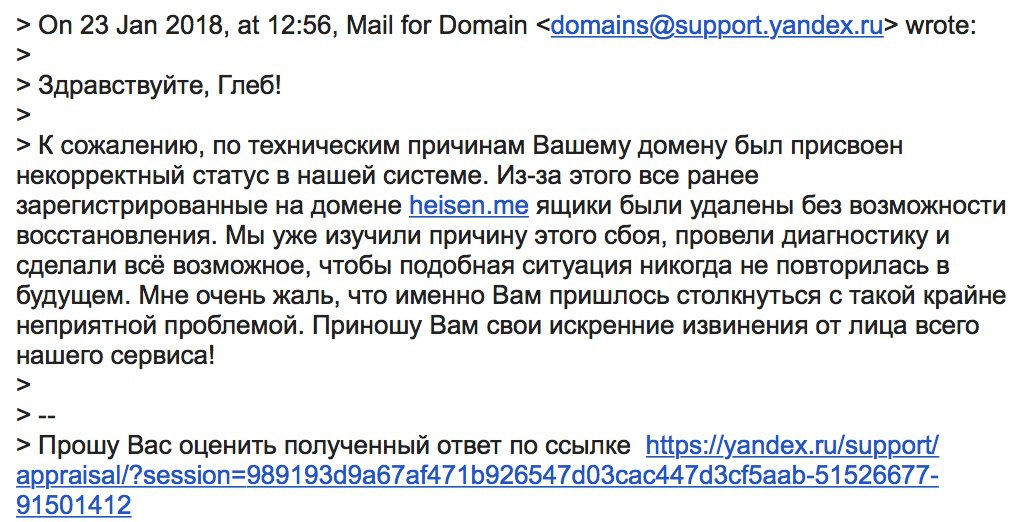 > On 23 Jan 2018, at 12:56, Mail for Domain <domains@support.yandex.ru> wrote:
>
> Здравствуйте, Глеб!
>
> К сожалению, по техническим причинам Вашему домену был присвоен
некорректный статус в нашей системе. Из-за этого все ранее
зарегистрированные на домене heisen.me ящики были удалены без возможности
восстановления. Мы уже изучили причину этого сбоя, провели диагностику и
сделали всё возможное, чтобы подобная ситуация никогда не повторилась в
будущем. Мне очень жаль, что именно Вам пришлось столкнуться с такой крайне
неприятной проблемой. Приношу Вам свои искренние извинения от лица всего
нашего сервиса!
>
> --
> Прошу Вас оценить полученный ответ по ссылке  https://yandex.ru/support/
appraisal/?session=989193d9a67af471b926547d03cac447d3cf5aab-51526677-
91501412